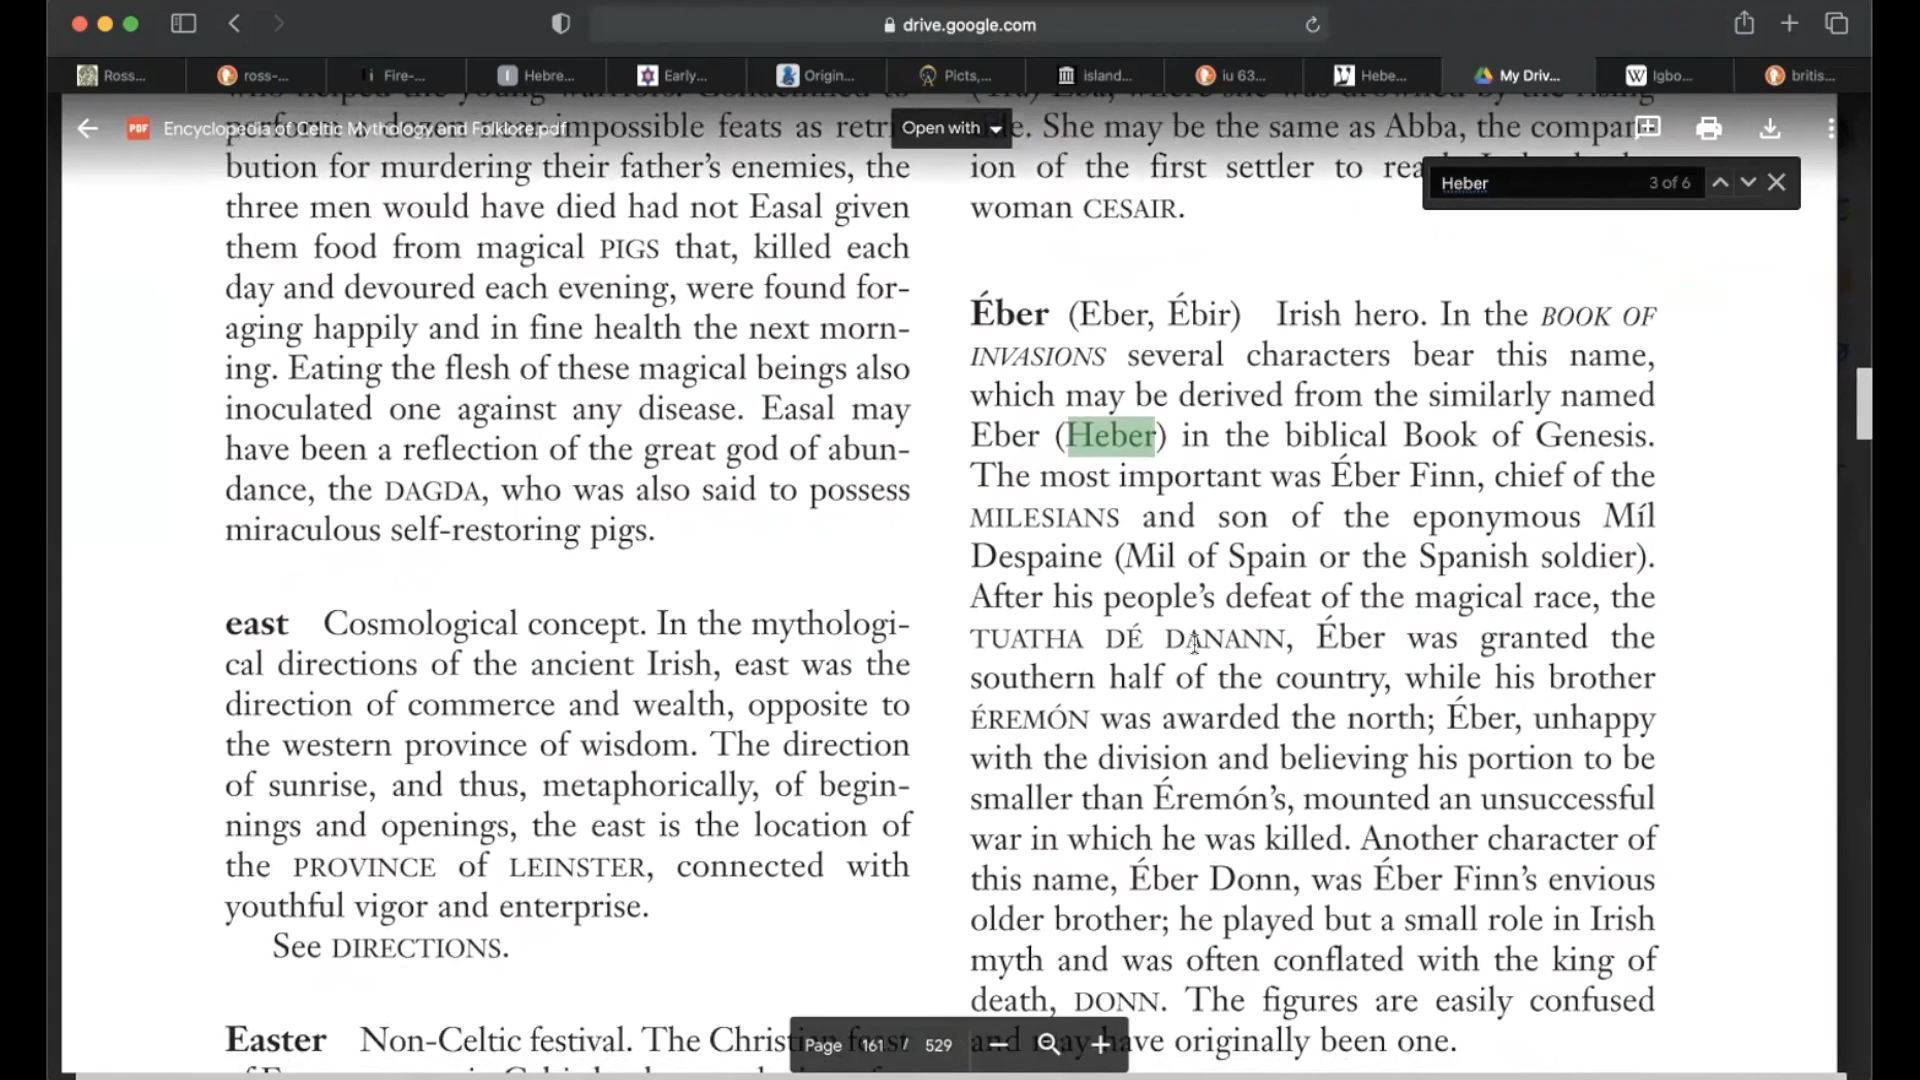 drive.google.com
Ross...
ross-...
Fire-...
Hebre...
Early...
Origin...
Picts,...
island...
iu 63...
Hebe...
My Driv...
Igbo...
britis...
Encyclopedia of Celtic Mythology and Folklore.pdf
Open with
Heber
3 of 6
impossible feats as retri
bution for murdering their father's enemies, the
three men would have died had not Easal given
them food from magical PIGS that, killed each
day and devoured each evening, were found for-
aging happily and in fine health the next morn-
ing. Eating the flesh of these magical beings also
inoculated one against any disease. Easal may
have been a reflection of the great god of abun-
dance, the DAGDA, who was also said to possess
miraculous self-restoring pigs.
east Cosmological concept. In the mythologi-
cal directions of the ancient Irish, east was the
direction of commerce and wealth, opposite to
the western province of wisdom. The direction
of sunrise, and thus, metaphorically, of begin-
nings and openings, the east is the location of
the PROVINCE of LEINSTER, connected with
youthful vigor and enterprise.
See DIRECTIONS.
Easter Non-Celtic festival. The Christian feast
She may be the same as Abba, the compan-
ion of the first settler to
woman CESAIR.
Éber (Eber, Ébir) Irish hero. In the BOOK OF
INVASIONS several characters bear this name,
which may be derived from the similarly named
Eber (Heber) in the biblical Book of Genesis.
The most important was Éber Finn, chief of the
MILESIANS and son of the eponymous Míl
Despaine (Mil of Spain or the Spanish soldier).
After his people's defeat of the magical race, the
TUATHA DÉ DANANN, Éber was granted the
southern half of the country, while his brother
ÉREMÓN was awarded the north; Éber, unhappy
with the division and believing his portion to be
smaller than Éremón's, mounted an unsuccessful
war in which he was killed. Another character of
this name, Éber Donn, was Éber Finn's envious
older brother; he played but a small role in Irish
myth and was often conflated with the king of
death, DONN. The figures are easily confused
and may have originally been one.
Page 161 / 529